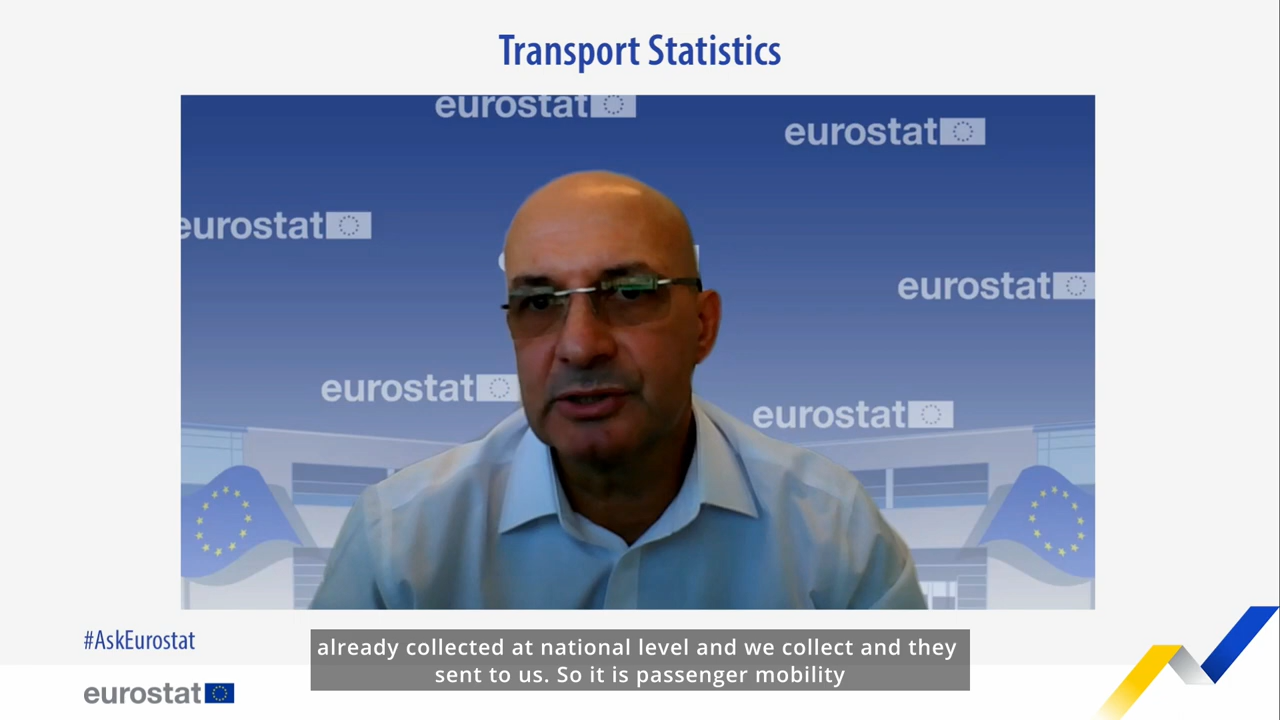 Transport Statistics
eurostat
eurostat
eurostat
eurostat
eurostat
eurostat
#AskEurostat
already collected at national level and we collect and they
sent to us. So it is passenger mobility
eurostat